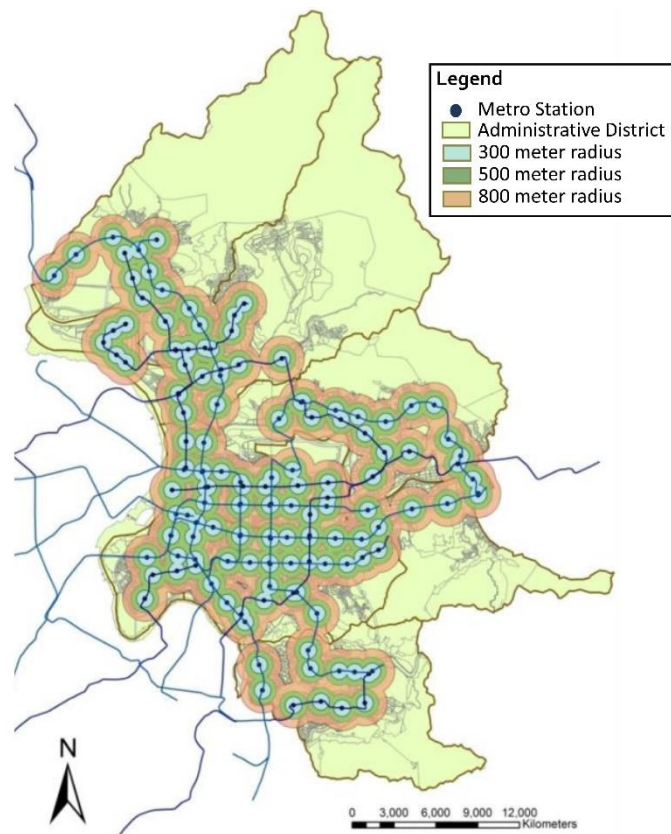 Legend
Metro Station
Administrative District
300 meter radius
500 meter radius
800 meter radius
N
0 3,000 6,000 9,000 12,000
Kilometers